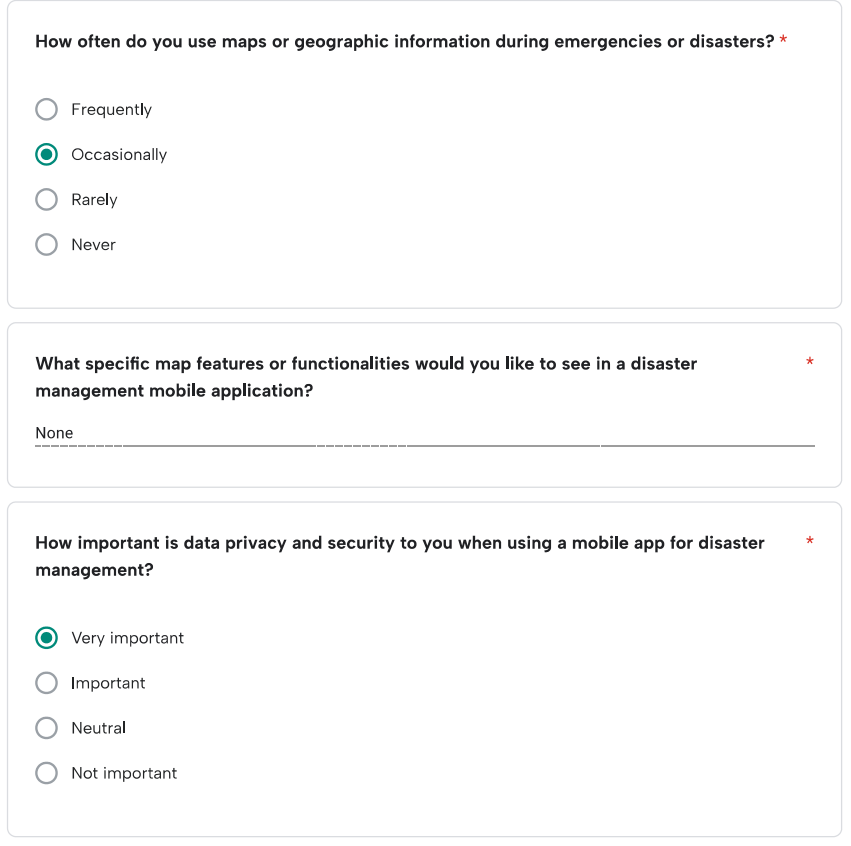 How often do you use maps or geographic information during emergencies or disasters? *
Frequently
Occasionally
Rarely
Never
What specific map features or functionalities would you like to see in a disaster *
management mobile application?
None
How important is data privacy and security to you when using a mobile app for disaster *
management?
Very important
Important
Neutral
Not important